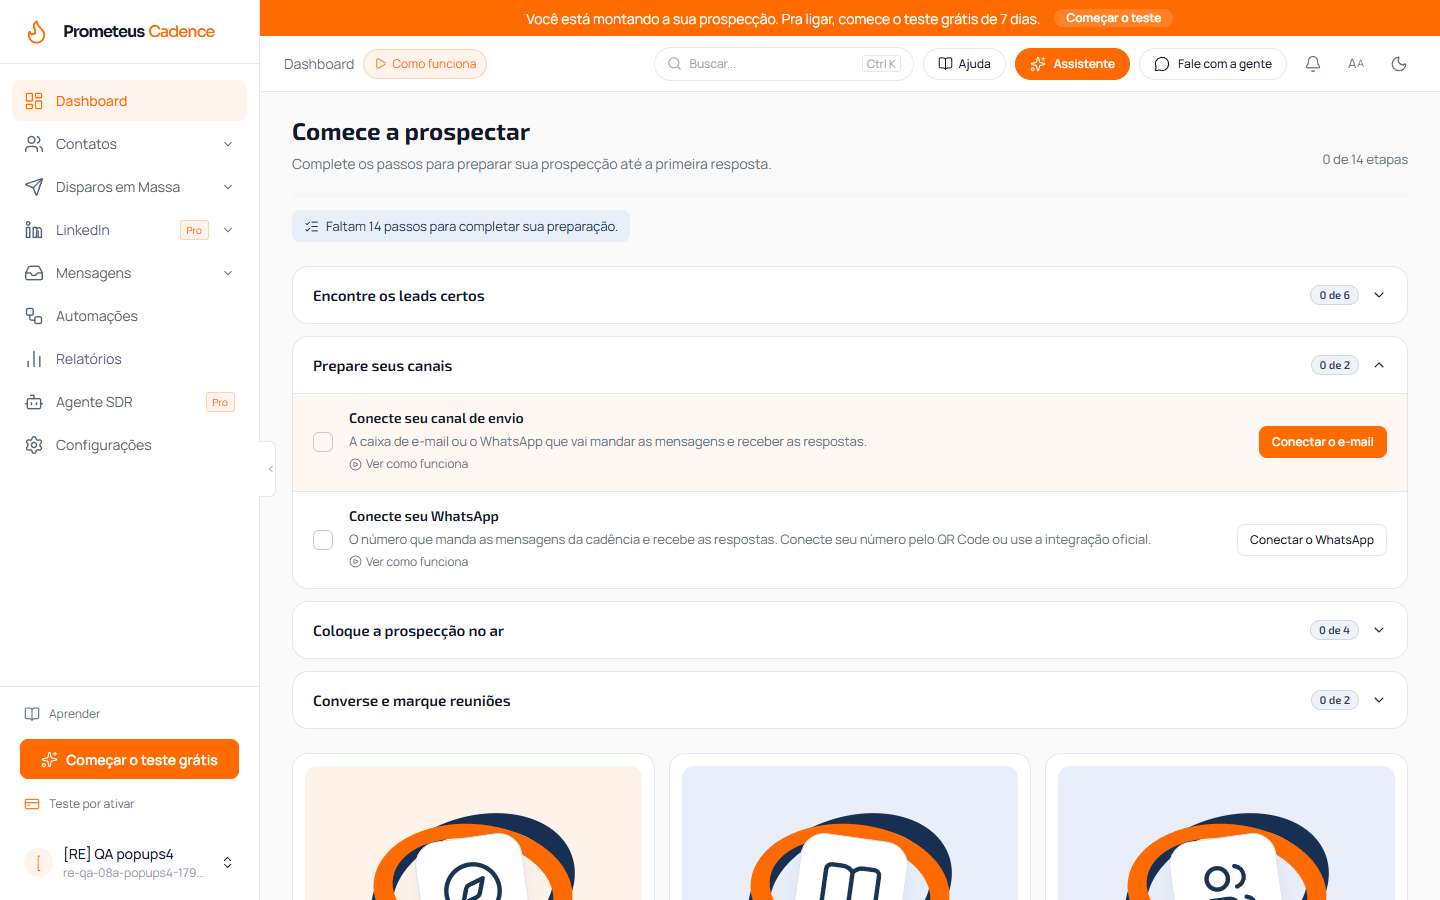 Prometeus Cadence
Você está montando a sua prospecção. Pra ligar, comece o teste grátis de 7 dias.
Começar o teste
Dashboard
Como funciona
Buscar...
Ctrl K
Ajuda
Assistente
Fale com a gente
AA
Dashboard
Contatos
Disparos em Massa
LinkedIn
Pro
Mensagens
Automações
Relatórios
Agente SDR
Pro
Configurações
Aprender
Começar o teste grátis
Teste por ativar
[
[RE] QA popups4
re-qa-08a-popups4-179...
Comece a prospectar
Complete os passos para preparar sua prospecção até a primeira resposta.
0 de 14 etapas
Faltam 14 passos para completar sua preparação.
Encontre os leads certos
0 de 6
Prepare seus canais
0 de 2
Conecte seu canal de envio
A caixa de e-mail ou o WhatsApp que vai mandar as mensagens e receber as respostas.
Ver como funciona
Conectar o e-mail
Conecte seu WhatsApp
O número que manda as mensagens da cadência e recebe as respostas. Conecte seu número pelo QR Code ou use a integração oficial.
Ver como funciona
Conectar o WhatsApp
Coloque a prospecção no ar
0 de 4
Converse e marque reuniões
0 de 2